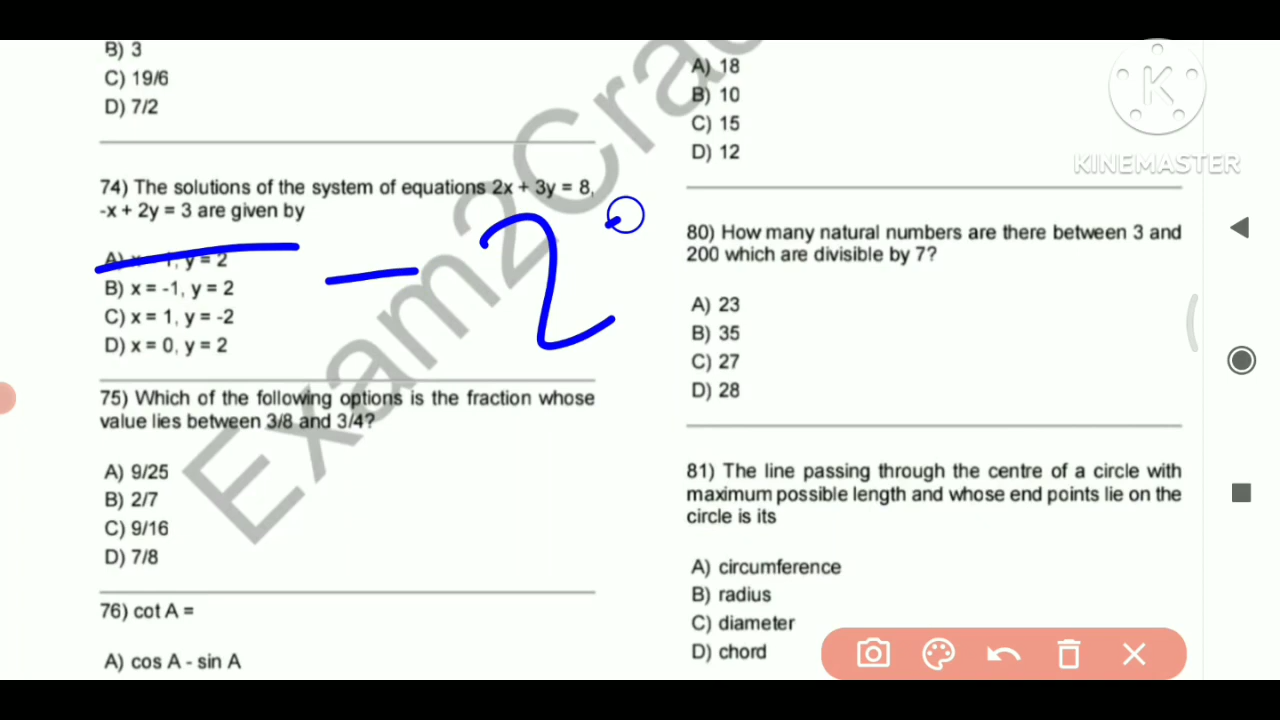 B) 3
C) 19/6
D) 7/2
74) The solutions of the system of equations 2x + 3y = 8,
-x + 2y = 3 are given by
A) x = 1, y = 2
B) x = -1, y = 2
C) x = 1, y = -2
D) x = 0, y = 2
- 2
75) Which of the following options is the fraction whose
value lies between 3/8 and 3/4?
A) 9/25
B) 2/7
C) 9/16
D) 7/8
76) cot A =
A) cos A - sin A
A) 18
B) 10
C) 15
D) 12
80) How many natural numbers are there between 3 and
200 which are divisible by 7?
A) 23
B) 35
C) 27
D) 28
81) The line passing through the centre of a circle with
maximum possible length and whose end points lie on the
circle is its
A) circumference
B) radius
C) diameter
D) chord
K
KINEMASTER